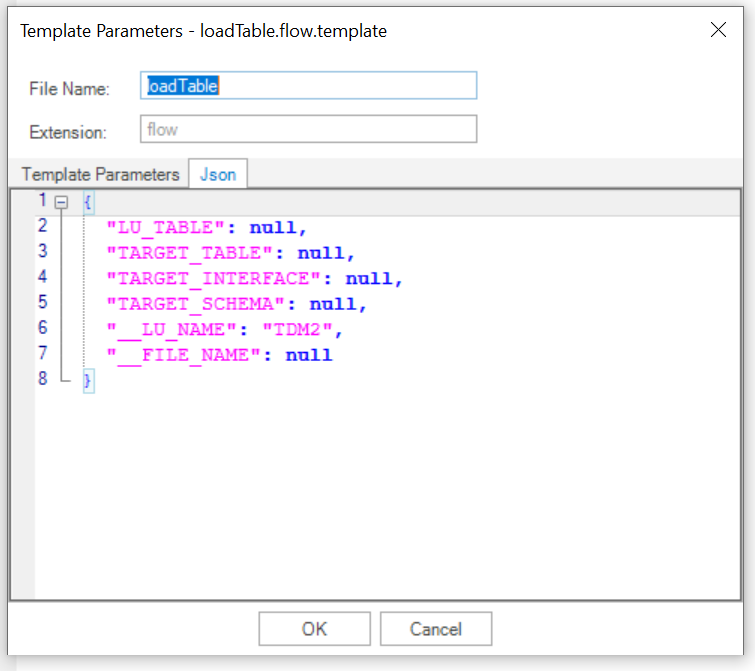 Template Parameters - loadTable.flow.template
File Name: loadTable
Extension: flow
Template Parameters Json
1 {
2 "LU_TABLE": null,
3 "TARGET_TABLE": null,
4 "TARGET_INTERFACE": null,
5 "TARGET_SCHEMA": null,
6 "__LU_NAME": "TDM2",
7 "__FILE_NAME": null
8 }
OK Cancel